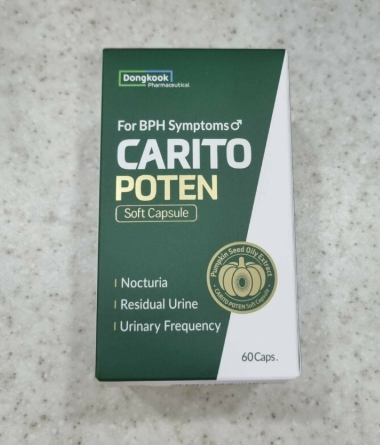 Dongkook
Pharmaceutical
For BPH Symptoms♂
CARITO
POTEN
Soft Capsule
Pumpkin Seed Oily Extract
• CARITO POTEN Soft Capsule •
Nocturia
Residual Urine
Urinary Frequency
60Caps.